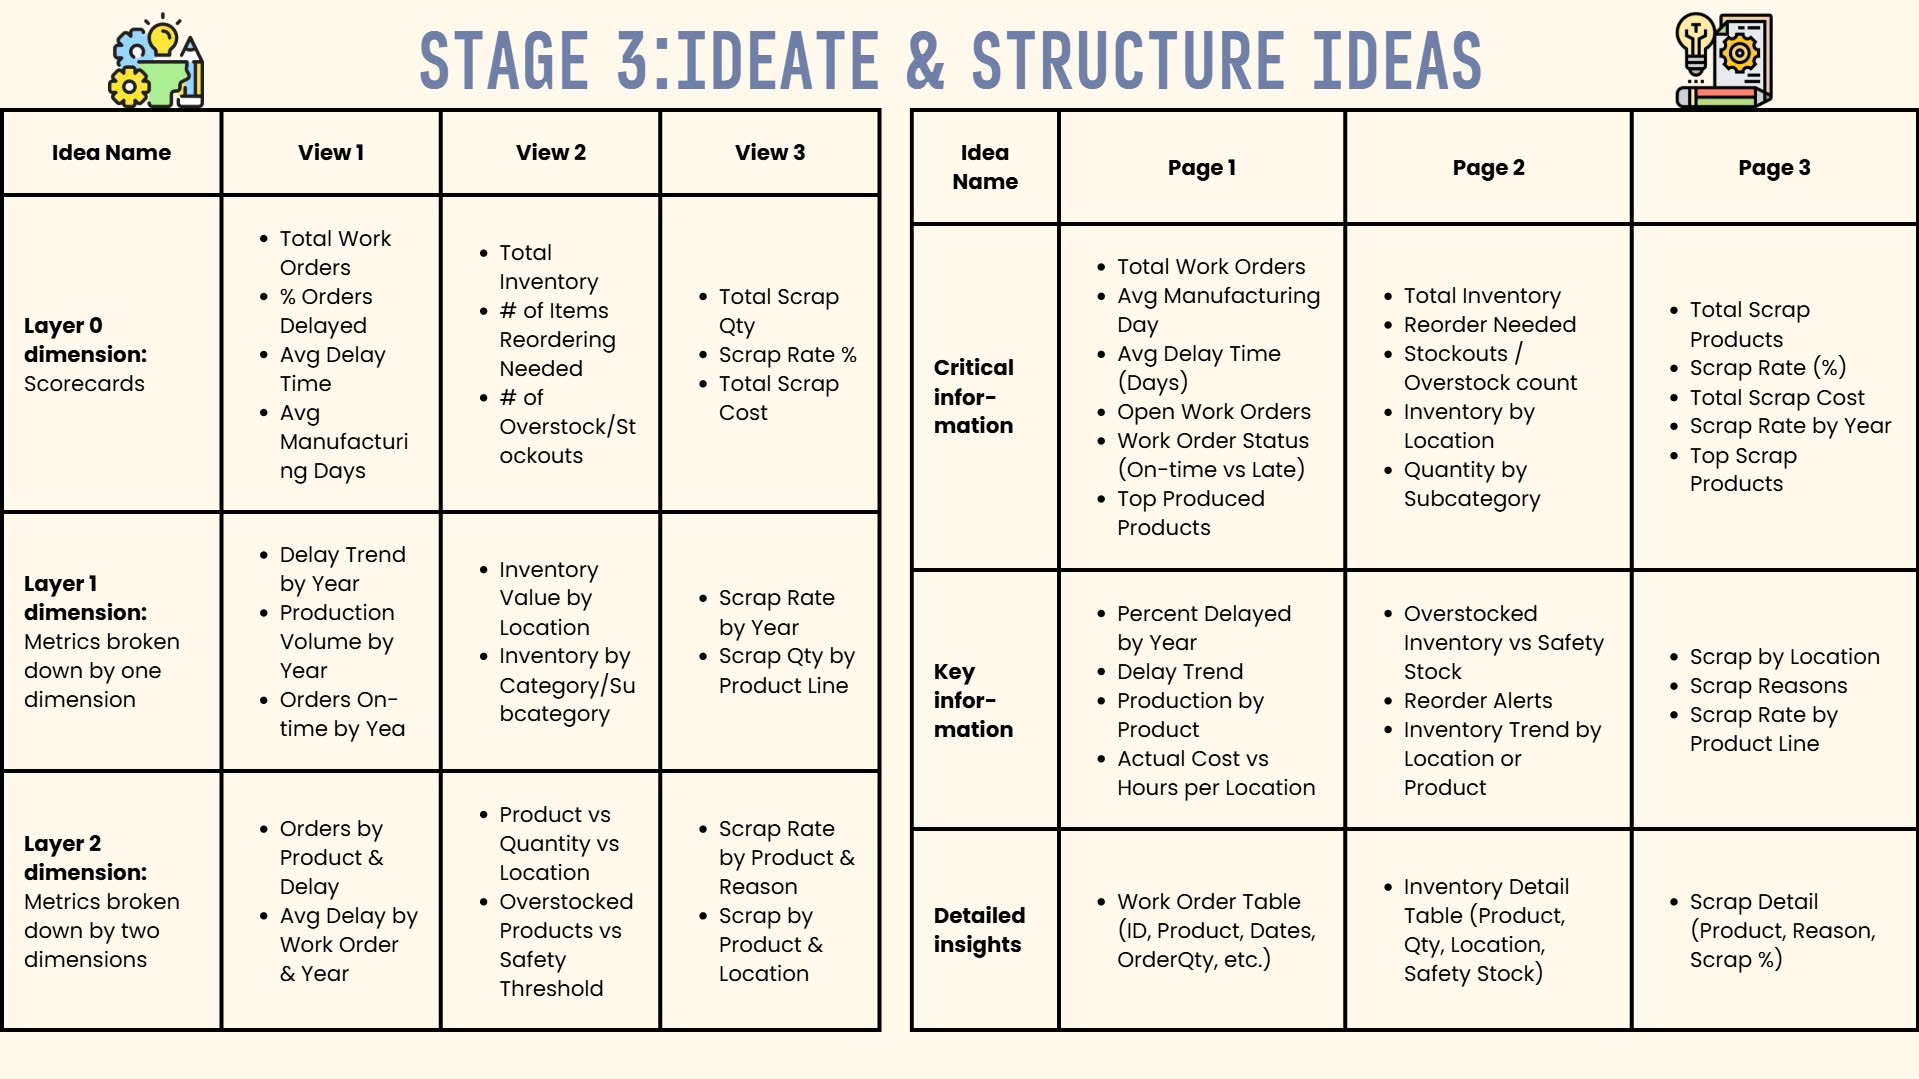 STAGE 3:IDEATE & STRUCTURE IDEAS
Idea Name
View 1
View 2
View 3
Layer 0
dimension:
Scorecards
• Total Work
Orders
• % Orders
Delayed
• Avg Delay
Time
• Avg
Manufacturi
ng Days
• Total
Inventory
• # of Items
Reordering
Needed
• # of
Overstock/St
ockouts
• Total Scrap
Qty
• Scrap Rate %
• Total Scrap
Cost
Layer 1
dimension:
Metrics broken
down by one
dimension
• Delay Trend
by Year
• Production
Volume by
Year
• Orders On-
time by Yea
• Inventory
Value by
Location
• Inventory by
Category/Su
bcategory
• Scrap Rate
by Year
• Scrap Qty by
Product Line
Layer 2
dimension:
Metrics broken
down by two
dimensions
• Orders by
Product &
Delay
• Avg Delay by
Work Order
& Year
• Product vs
Quantity vs
Location
• Overstocked
Products vs
Safety
Threshold
• Scrap Rate
by Product &
Reason
• Scrap by
Product &
Location
Idea
Name
Page 1
Page 2
Page 3
Critical
infor-
mation
• Total Work Orders
• Avg Manufacturing
Day
• Avg Delay Time
(Days)
• Open Work Orders
• Work Order Status
(On-time vs Late)
• Top Produced
Products
• Total Inventory
• Reorder Needed
• Stockouts /
Overstock count
• Inventory by
Location
• Quantity by
Subcategory
• Total Scrap
Products
• Scrap Rate (%)
• Total Scrap Cost
• Scrap Rate by Year
• Top Scrap
Products
Key
infor-
mation
• Percent Delayed
by Year
• Delay Trend
• Production by
Product
• Actual Cost vs
Hours per Location
• Overstocked
Inventory vs Safety
Stock
• Reorder Alerts
• Inventory Trend by
Location or
Product
• Scrap by Location
• Scrap Reasons
• Scrap Rate by
Product Line
Detailed
insights
• Work Order Table
(ID, Product, Dates,
OrderQty, etc.)
• Inventory Detail
Table (Product,
Qty, Location,
Safety Stock)
• Scrap Detail
(Product, Reason,
Scrap %)